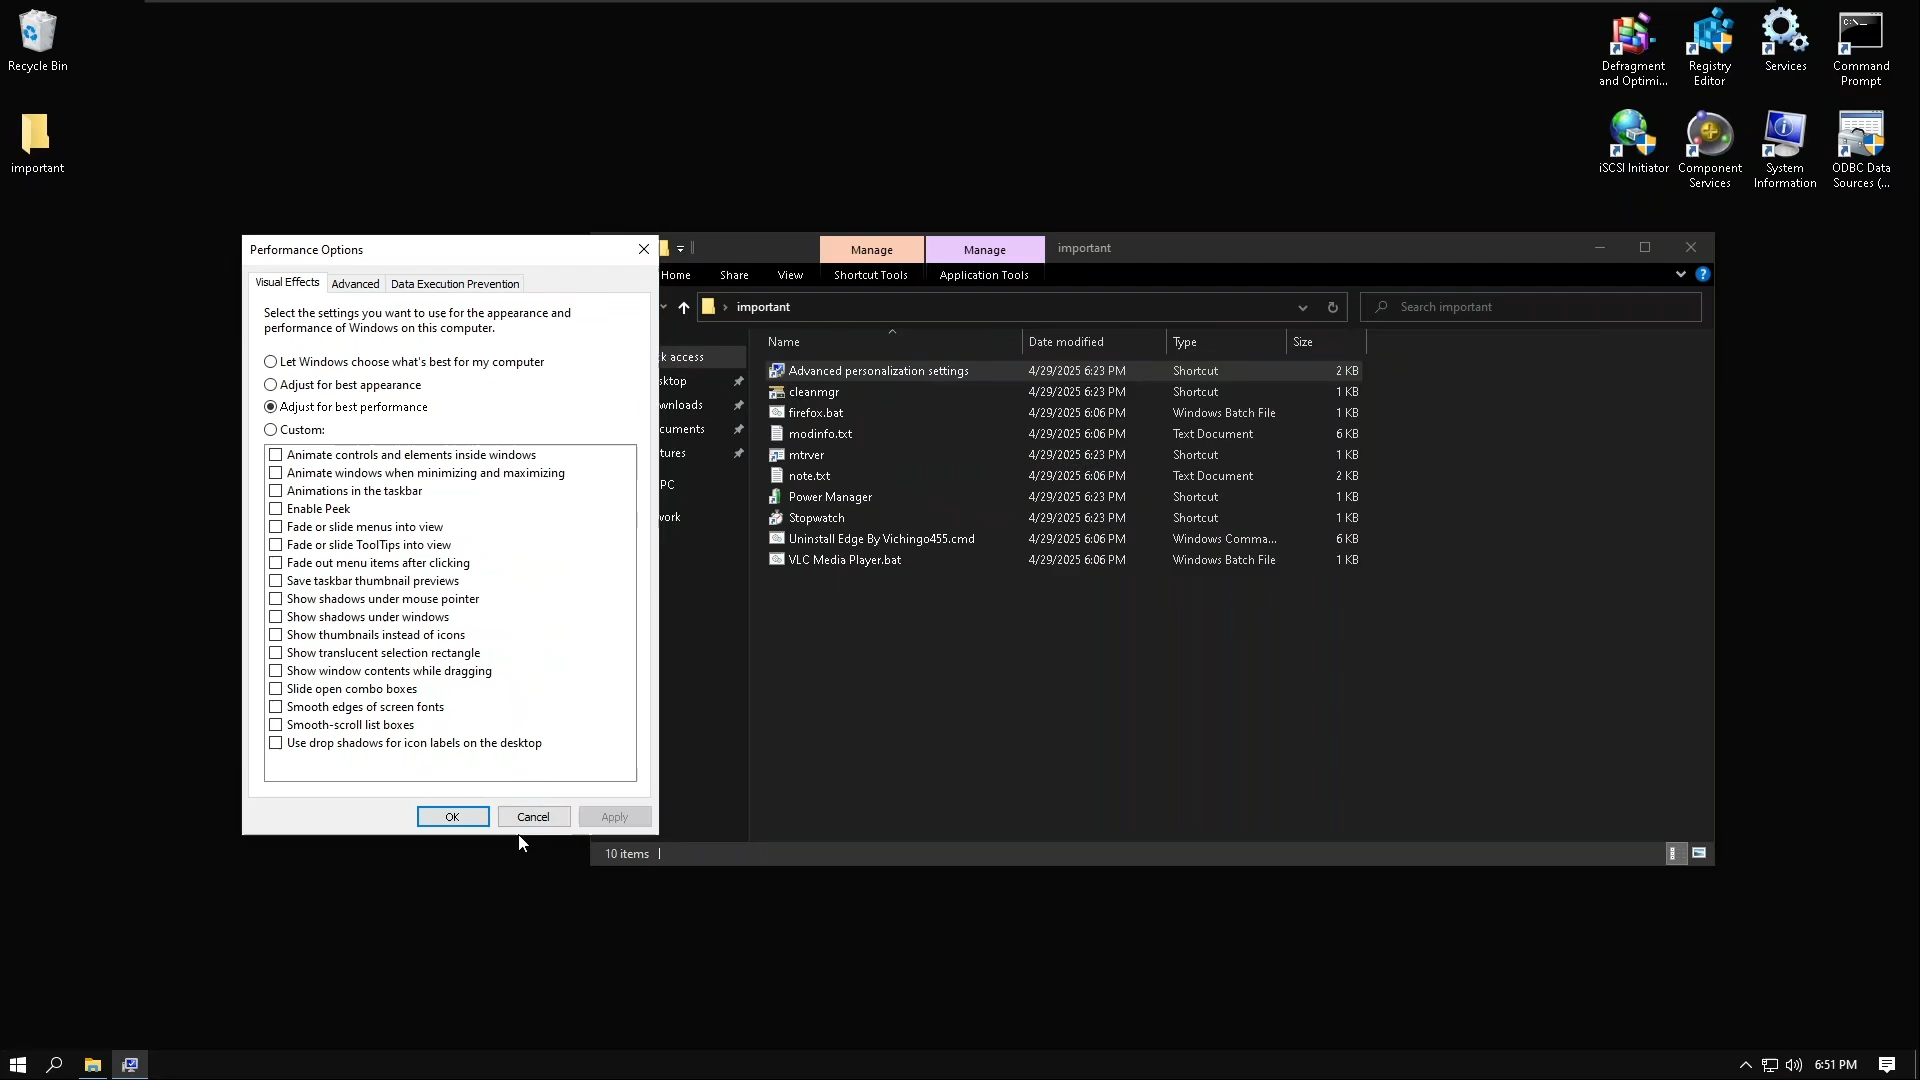 Recycle Bin
important
Defragment
and Optimi...
Registry
Editor
Services
Command
Prompt
iSCSI Initiator
Component
Services
System
Information
ODBC Data
Sources (...
Performance Options
Visual Effects
Advanced
Data Execution Prevention
Select the settings you want to use for the appearance and
performance of Windows on this computer.
Let Windows choose what's best for my computer
Adjust for best appearance
Adjust for best performance
Custom:
Animate controls and elements inside windows
Animate windows when minimizing and maximizing
Animations in the taskbar
Enable Peek
Fade or slide menus into view
Fade or slide ToolTips into view
Fade out menu items after clicking
Save taskbar thumbnail previews
Show shadows under mouse pointer
Show shadows under windows
Show thumbnails instead of icons
Show translucent selection rectangle
Show window contents while dragging
Slide open combo boxes
Smooth edges of screen fonts
Smooth-scroll list boxes
Use drop shadows for icon labels on the desktop
OK
Cancel
Apply
Manage
Manage
important
Home
Share
View
Shortcut Tools
Application Tools
important
Search important
k access
sktop
wnloads
cuments
tures
PC
work
Name Date modified Type Size
Advanced personalization settings 4/29/2025 6:23 PM Shortcut 2 KB
cleanmgr 4/29/2025 6:23 PM Shortcut 1 KB
firefox.bat 4/29/2025 6:06 PM Windows Batch File 1 KB
modinfo.txt 4/29/2025 6:06 PM Text Document 6 KB
mtrver 4/29/2025 6:23 PM Shortcut 1 KB
note.txt 4/29/2025 6:06 PM Text Document 2 KB
Power Manager 4/29/2025 6:23 PM Shortcut 1 KB
Stopwatch 4/29/2025 6:23 PM Shortcut 1 KB
Uninstall Edge By Vichingo455.cmd 4/29/2025 6:06 PM Windows Comma... 6 KB
VLC Media Player.bat 4/29/2025 6:06 PM Windows Batch File 1 KB
10 items
6:51 PM